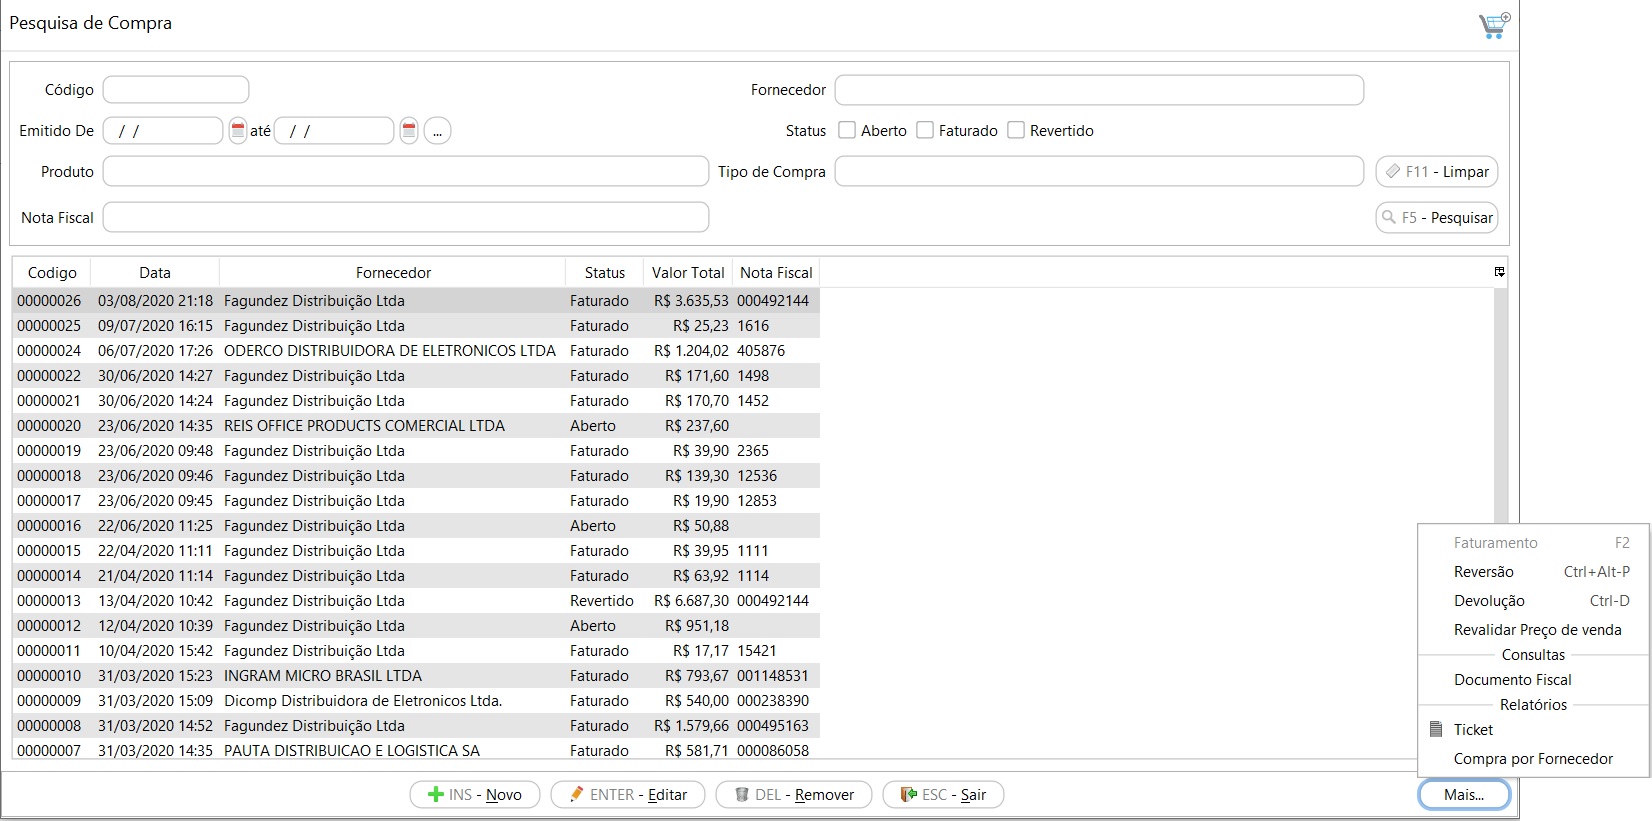 Pesquisa de Compra
Código Fornecedor
Emitido De / / até / / ... Status Aberto Faturado Revertido
Produto Tipo de Compra F11 - Limpar
Nota Fiscal F5 - Pesquisar
Codigo Data Fornecedor Status Valor Total Nota Fiscal
00000026 03/08/2020 21:18 Fagundez Distribuição Ltda Faturado R$ 3.635,53 000492144
00000025 09/07/2020 16:15 Fagundez Distribuição Ltda Faturado R$ 25,23 1616
00000024 06/07/2020 17:26 ODERCO DISTRIBUIDORA DE ELETRONICOS LTDA Faturado R$ 1.204,02 405876
00000022 30/06/2020 14:27 Fagundez Distribuição Ltda Faturado R$ 171,60 1498
00000021 30/06/2020 14:24 Fagundez Distribuição Ltda Faturado R$ 170,70 1452
00000020 23/06/2020 14:35 REIS OFFICE PRODUCTS COMERCIAL LTDA Aberto R$ 237,60
00000019 23/06/2020 09:48 Fagundez Distribuição Ltda Faturado R$ 39,90 2365
00000018 23/06/2020 09:46 Fagundez Distribuição Ltda Faturado R$ 139,30 12536
00000017 23/06/2020 09:45 Fagundez Distribuição Ltda Faturado R$ 19,90 12853
00000016 22/06/2020 11:25 Fagundez Distribuição Ltda Aberto R$ 50,88
00000015 22/04/2020 11:11 Fagundez Distribuição Ltda Faturado R$ 39,95 1111
00000014 21/04/2020 11:14 Fagundez Distribuição Ltda Faturado R$ 63,92 1114
00000013 13/04/2020 10:42 Fagundez Distribuição Ltda Revertido R$ 6.687,30 000492144
00000012 12/04/2020 10:39 Fagundez Distribuição Ltda Aberto R$ 951,18
00000011 10/04/2020 15:42 Fagundez Distribuição Ltda Faturado R$ 17,17 15421
00000010 31/03/2020 15:23 INGRAM MICRO BRASIL LTDA Faturado R$ 793,67 001148531
00000009 31/03/2020 15:09 Dicomp Distribuidora de Eletronicos Ltda. Faturado R$ 540,00 000238390
00000008 31/03/2020 14:52 Fagundez Distribuição Ltda Faturado R$ 1.579,66 000495163
00000007 31/03/2020 14:35 PAUTA DISTRIBUICAO E LOGISTICA SA Faturado R$ 581,71 000086058
Faturamento F2
Reversão Ctrl+Alt-P
Devolução Ctrl-D
Revalidar Preço de venda
Consultas
Documento Fiscal
Relatórios
Ticket
Compra por Fornecedor
INS - Novo ENTER - Editar DEL - Remover ESC - Sair Mais...